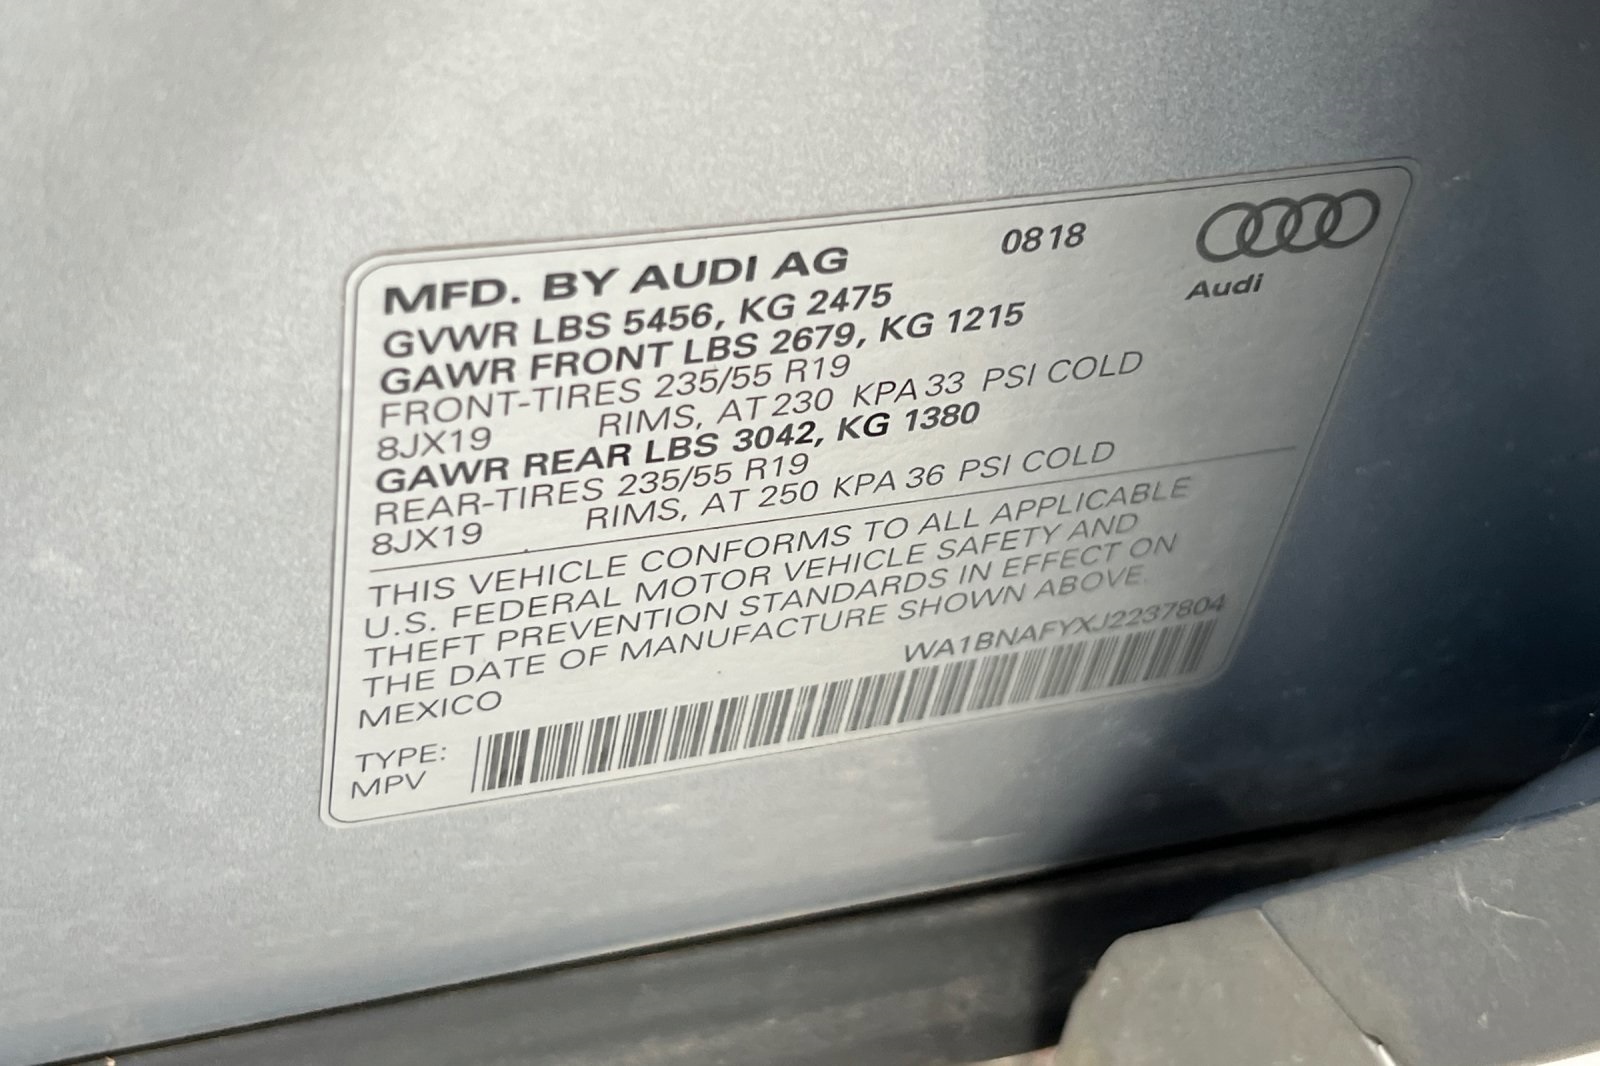 MFD. BY AUDI AG 0818
Audi
GVWR LBS 5456, KG 2475
GAWR FRONT LBS 2679, KG 1215
FRONT-TIRES 235/55 R19
8JX19 RIMS, AT 230 KPA 33 PSI COLD
GAWR REAR LBS 3042, KG 1380
REAR-TIRES 235/55 R19
8JX19 RIMS, AT 250 KPA 36 PSI COLD
THIS VEHICLE CONFORMS TO ALL APPLICABLE
U.S. FEDERAL MOTOR VEHICLE SAFETY AND
THEFT PREVENTION STANDARDS IN EFFECT ON
THE DATE OF MANUFACTURE SHOWN ABOVE.
MEXICO WA1BNAFYXJ2237804
TYPE:
MPV